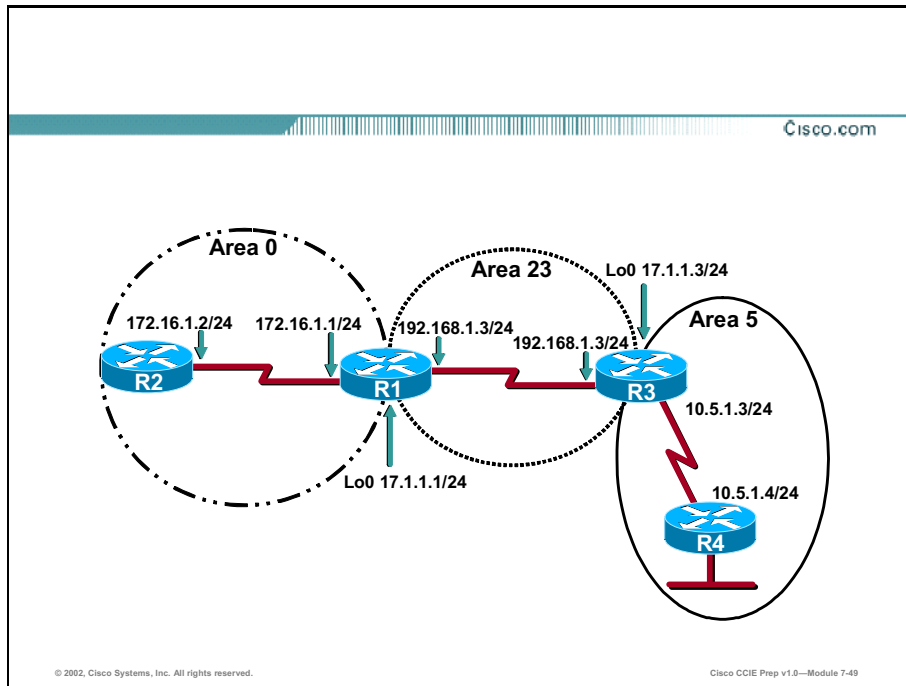 Cisco.com
Area 0
Area 23
Lo0 17.1.1.3/24
Area 5
172.16.1.2/24
172.16.1.1/24
192.168.1.3/24
192.168.1.3/24
R2
R1
R3
10.5.1.3/24
Lo0 17.1.1.1/24
10.5.1.4/24
R4
© 2002, Cisco Systems, Inc. All rights reserved.
Cisco CCIE Prep v1.0—Module 7-49